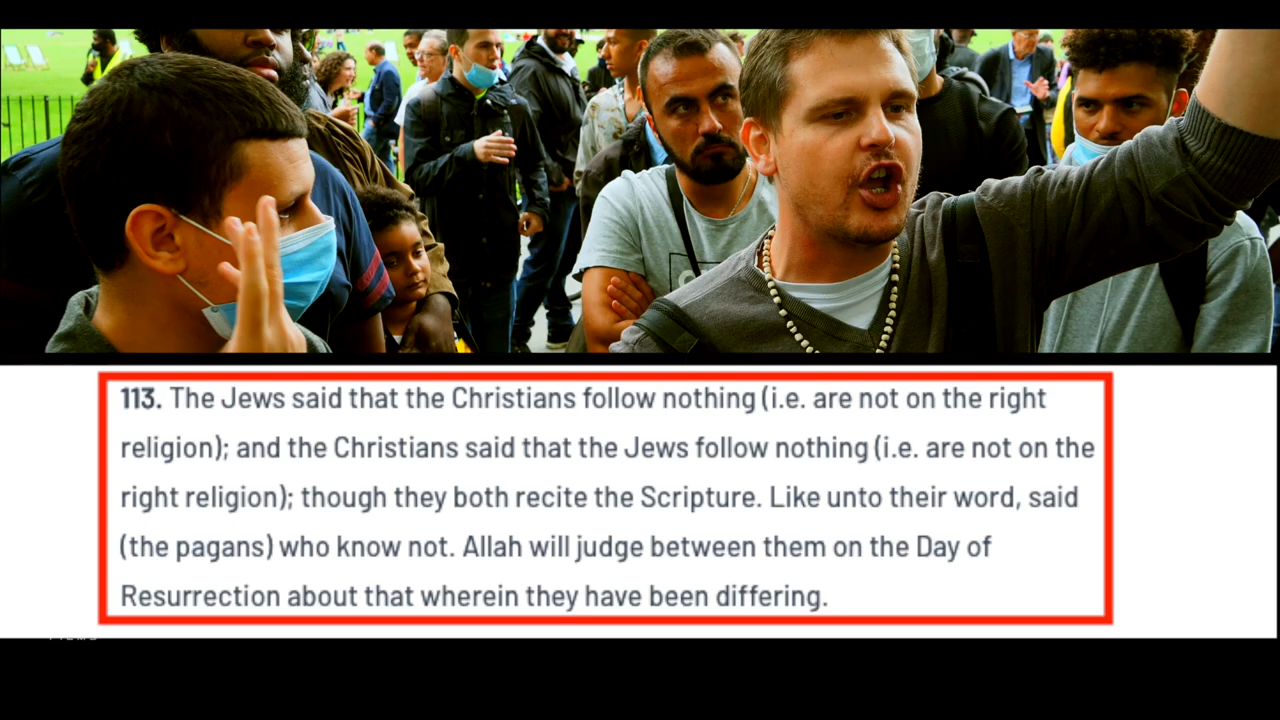 113. The Jews said that the Christians follow nothing (i.e. are not on the right
religion); and the Christians said that the Jews follow nothing (i.e. are not on the
right religion); though they both recite the Scripture. Like unto their word, said
(the pagans) who know not. Allah will judge between them on the Day of
Resurrection about that wherein they have been differing.